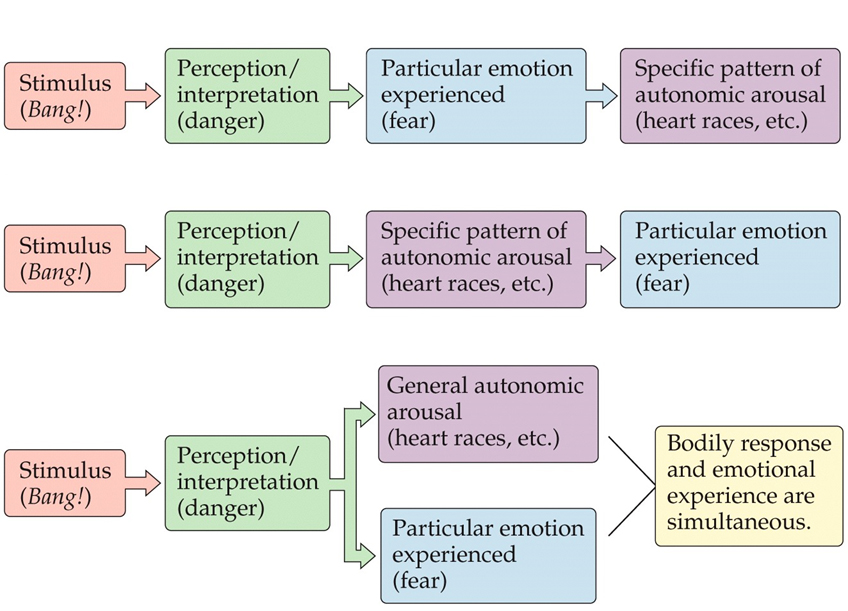 Stimulus
(Bang!)
Perception/
interpretation
(danger)
Particular emotion
experienced
(fear)
Specific pattern of
autonomic arousal
(heart races, etc.)
Stimulus
(Bang!)
Perception/
interpretation
(danger)
Specific pattern of
autonomic arousal
(heart races, etc.)
Particular emotion
experienced
(fear)
Stimulus
(Bang!)
Perception/
interpretation
(danger)
General autonomic
arousal
(heart races, etc.)
Particular emotion
experienced
(fear)
Bodily response
and emotional
experience are
simultaneous.